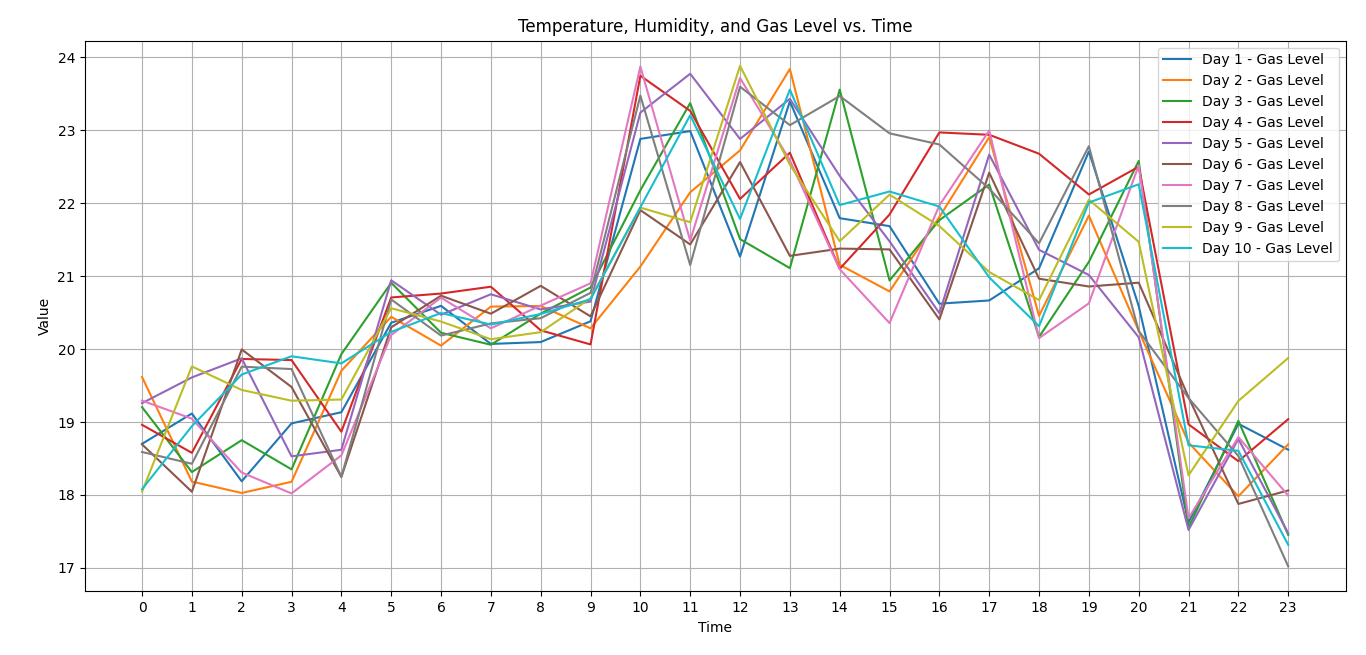 Temperature, Humidity, and Gas Level vs. Time
Day 1 - Gas Level
Day 2 - Gas Level
Day 3 - Gas Level
Day 4 - Gas Level
Day 5 - Gas Level
Day 6 - Gas Level
Day 7 - Gas Level
Day 8 - Gas Level
Day 9 - Gas Level
Day 10 - Gas Level
Value
24
23
22
21
20
19
18
17
0 1 2 3 4 5 6 7 8 9 10 11 12 13 14 15 16 17 18 19 20 21 22 23
Time